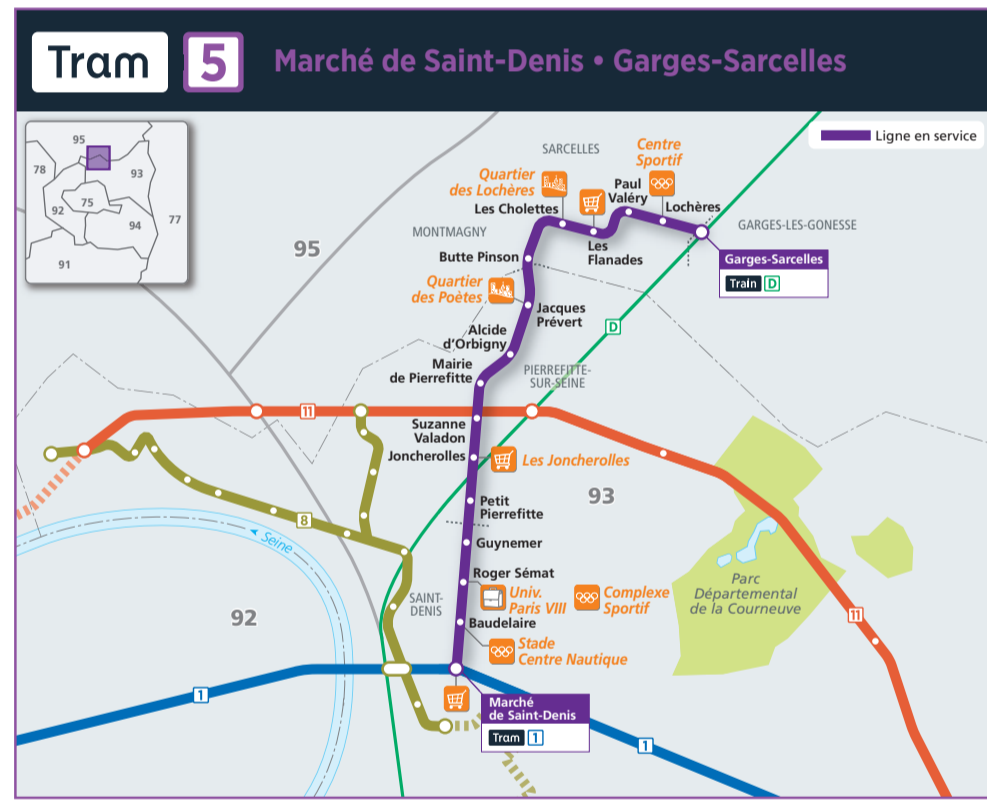 Tram 5 Marché de Saint-Denis • Garges-Sarcelles
Ligne en service
95
78
93
75
92
94
77
91
95
SARCELLES
Centre
Sportif
Quartier
des Lochères
Paul
Valéry
Les Cholettes
Lochères
MONTMAGNY
GARGES-LES-GONESSE
Les
Flanades
Butte Pinson
Garges-Sarcelles
Train D
Quartier
des Poètes
Jacques
Prévert
D
Alcide
d'Orbigny
Mairie
de Pierrefitte
PIERREFITTE-
SUR-SEINE
11
Suzanne
Valadon
Joncherolles
Les Joncherolles
93
Petit
Pierrefitte
8
Seine
Guynemer
Roger Sémat
Univ.
Paris VIII
Complexe
Sportif
Parc
Départemental
de la Courneuve
SAINT-
DENIS
92
Baudelaire
11
Stade
Centre Nautique
1
Marché
de Saint-Denis
Tram 1
1